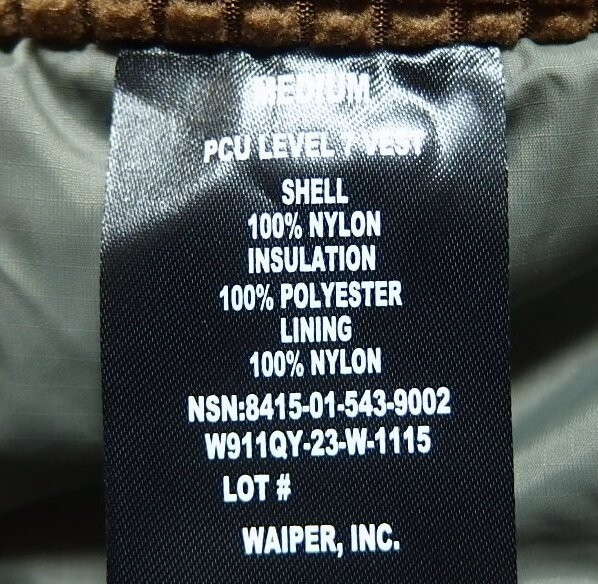 MEDIUM
PCU LEVEL 7 VEST
SHELL
100% NYLON
INSULATION
100% POLYESTER
LINING
100% NYLON
NSN:8415-01-543-9002
W911QY-23-W-1115
LOT #
WAIPER, INC.